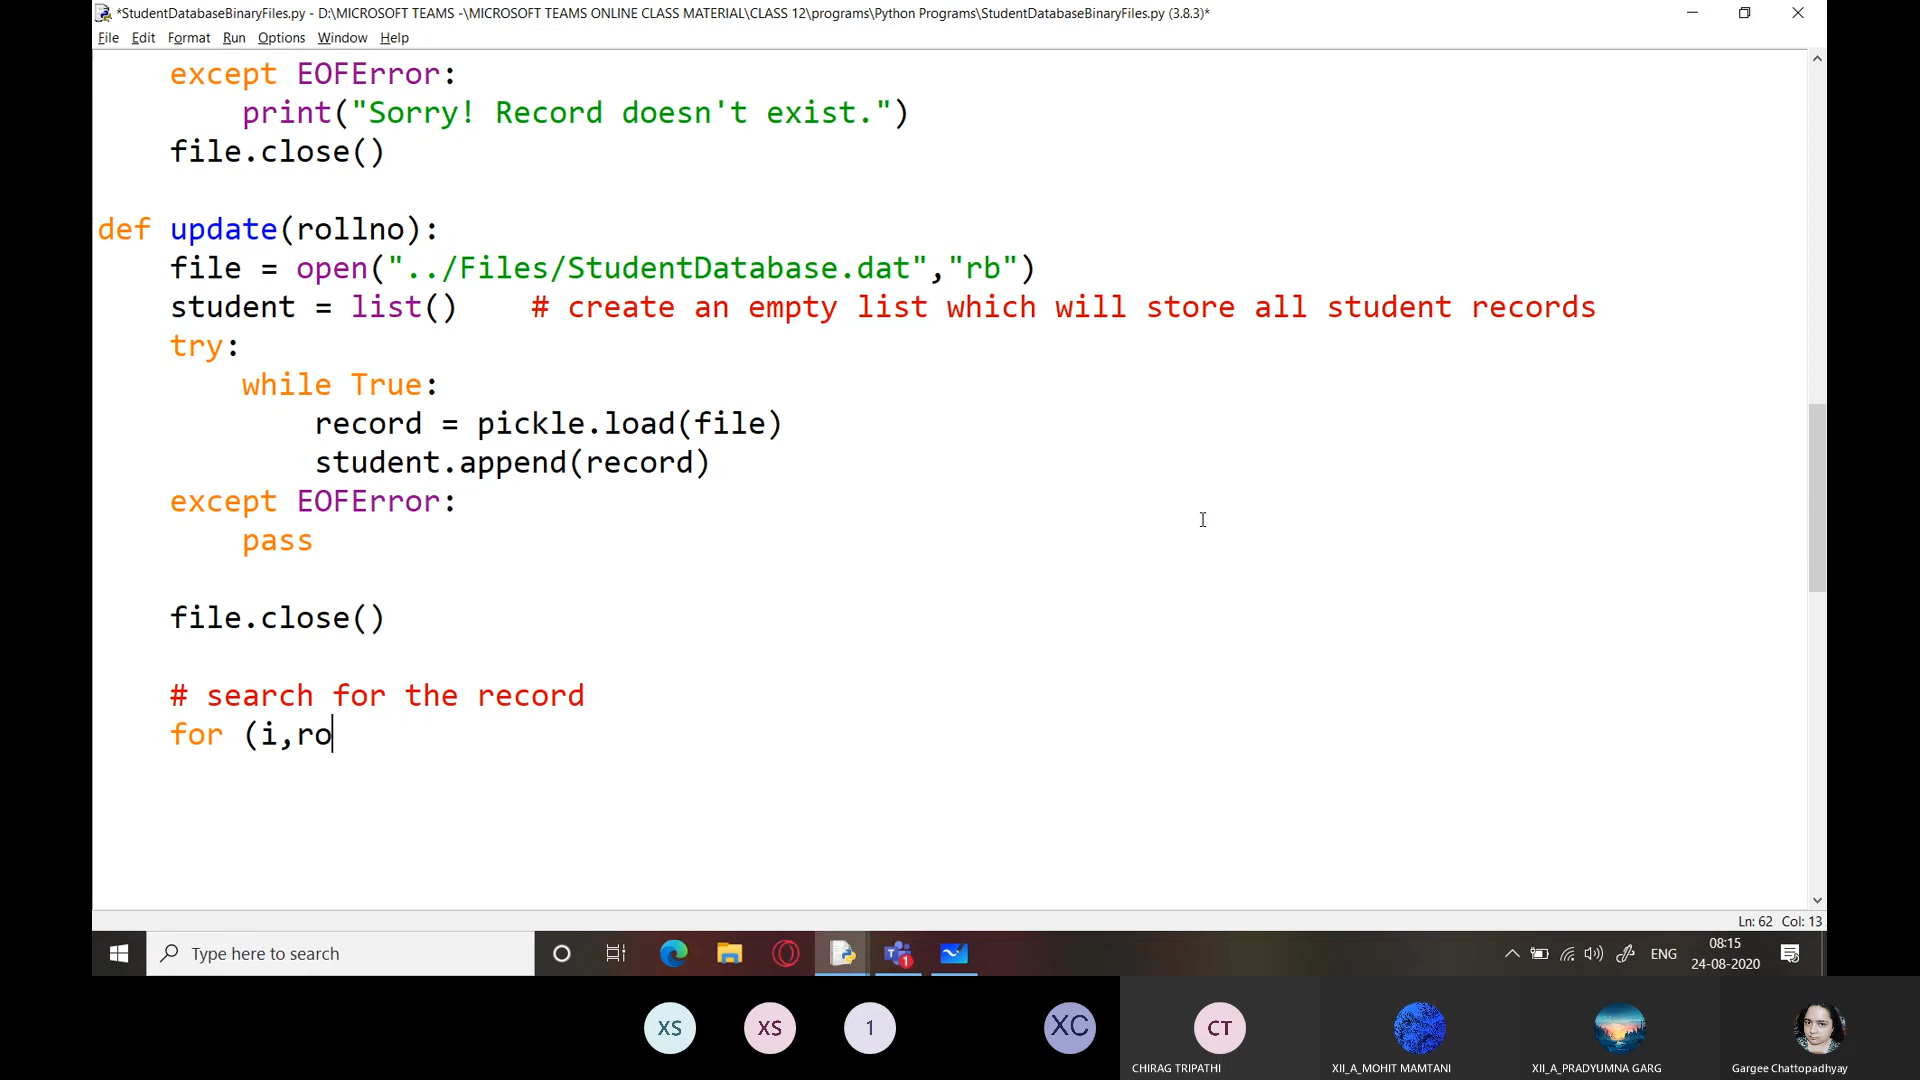 *StudentDatabaseBinaryFiles.py - D:\MICROSOFT TEAMS -\MICROSOFT TEAMS ONLINE CLASS MATERIAL\CLASS 12\programs\Python Programs\StudentDatabaseBinaryFiles.py (3.8.3)*
File Edit Format Run Options Window Help
except EOFError:
print("Sorry! Record doesn't exist.")
file.close()
def update(rollno):
file = open("../Files/StudentDatabase.dat","rb")
student = list() # create an empty list which will store all student records
try:
while True:
record = pickle.load(file)
student.append(record)
except EOFError:
pass
file.close()
# search for the record
for (i,ro
Ln: 62 Col: 13
Type here to search
1
ENG
08:15
24-08-2020
XS
XS
1
XC
CT
CHIRAG TRIPATHI
XII_A_MOHIT MAMTANI
XII_A_PRADYUMNA GARG
Gargee Chattopadhyay